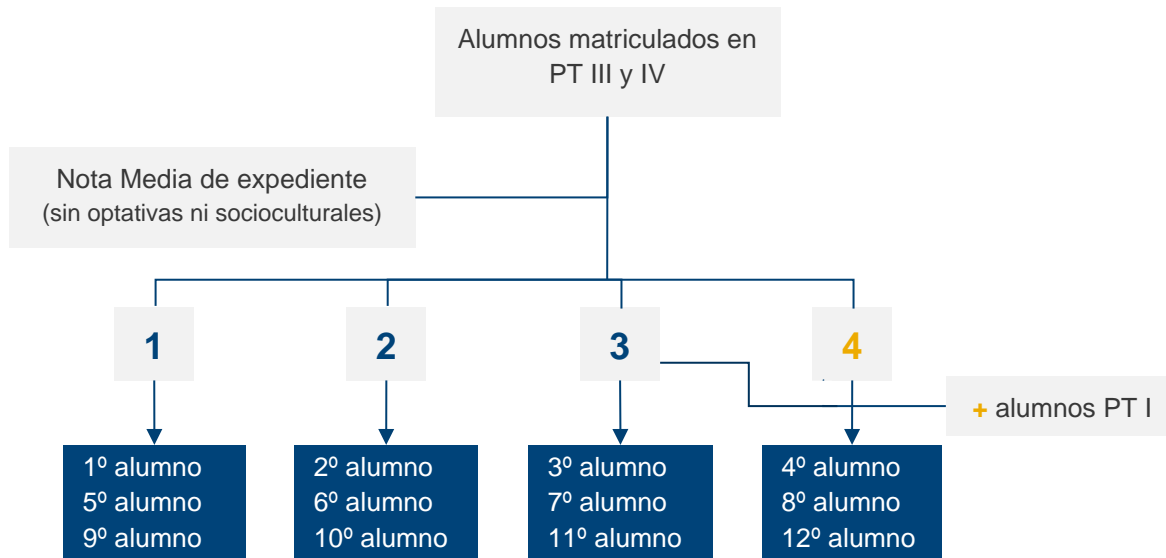 Alumnos matriculados en
PT III y IV
Nota Media de expediente
(sin optativas ni socioculturales)
1
2
3
4
+ alumnos PT I
1º alumno
5º alumno
9º alumno
2º alumno
6º alumno
10º alumno
3º alumno
7º alumno
11º alumno
4º alumno
8º alumno
12º alumno